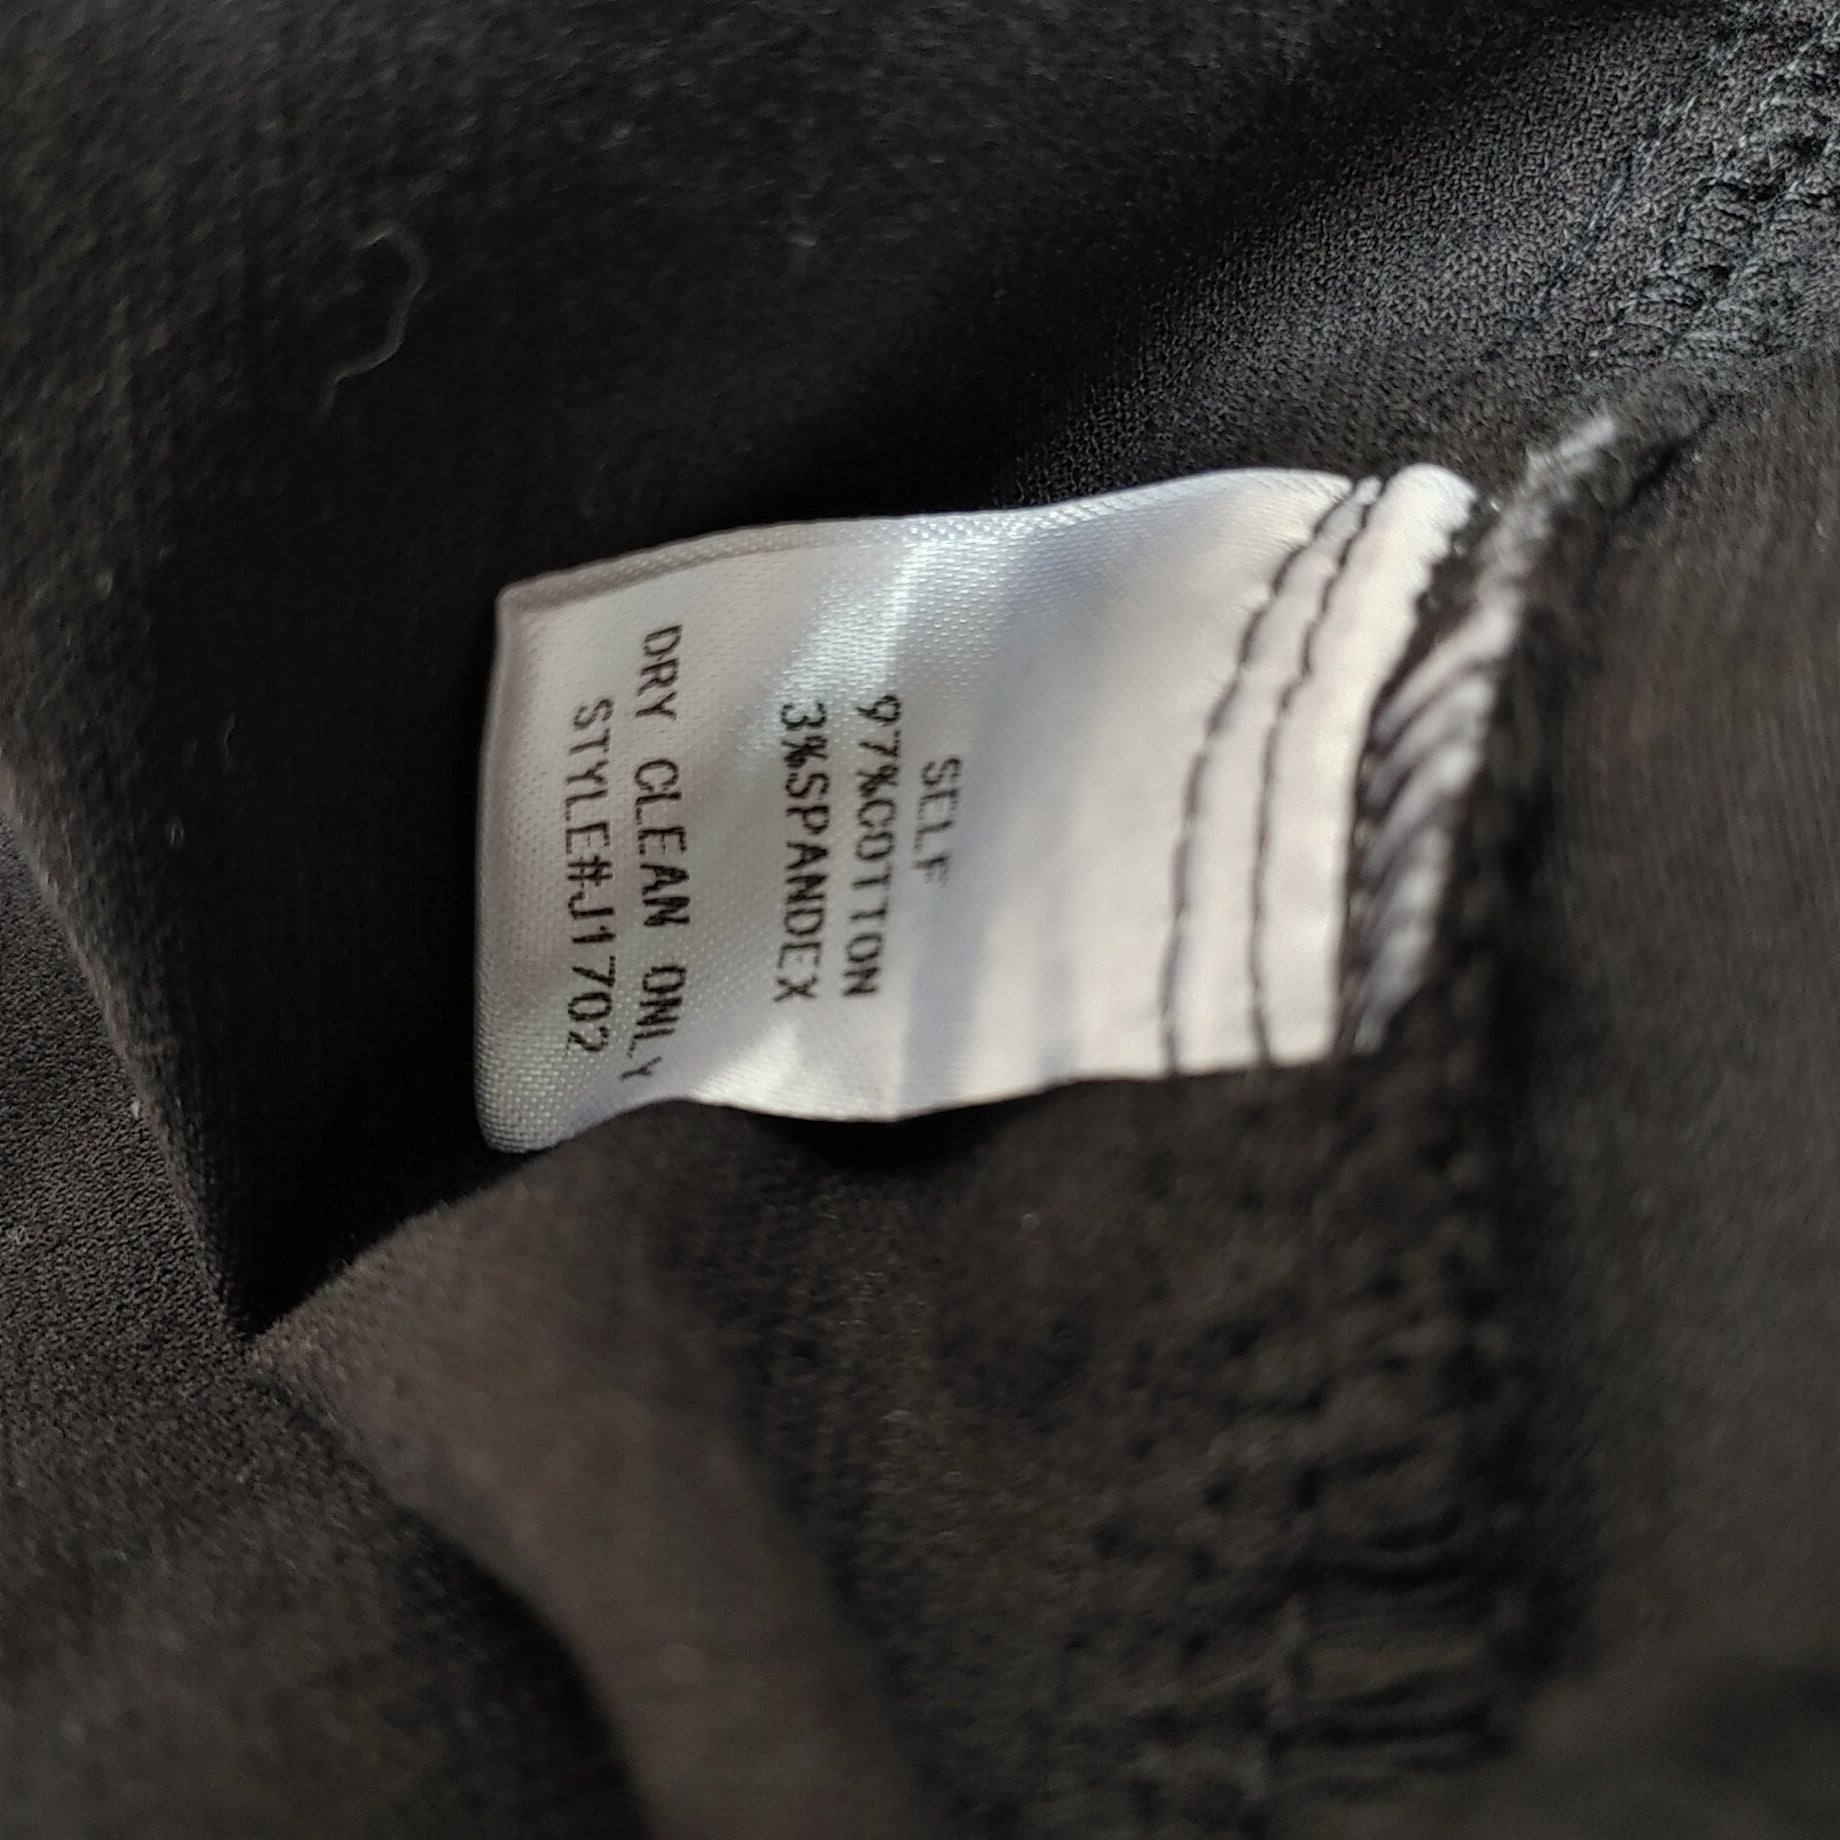 SELF
97%COTTON
3%SPANDEX
DRY CLEAN ONLY
STYLE#J1702